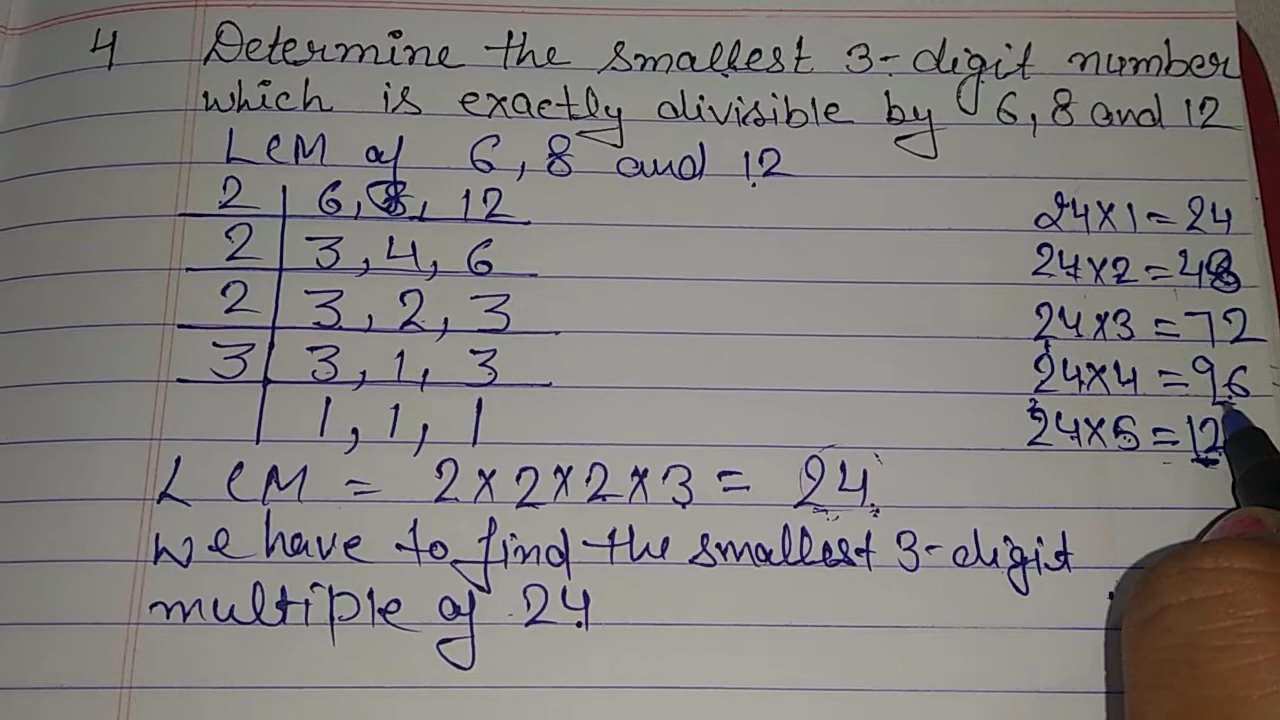 4 Determine the smallest 3-digit number
which is exactly divisible by 6, 8 and 12
LCM of 6, 8 and 12
2 | 6, 8, 12
2 | 3, 4, 6
2 | 3, 2, 3
3 | 3, 1, 3
| 1, 1, 1
LCM = 2×2×2×3 = 24
we have to find the smallest 3-digit
multiple of 24
24×1=24
24×2=48
24×3=72
24×4=96
24×5=12